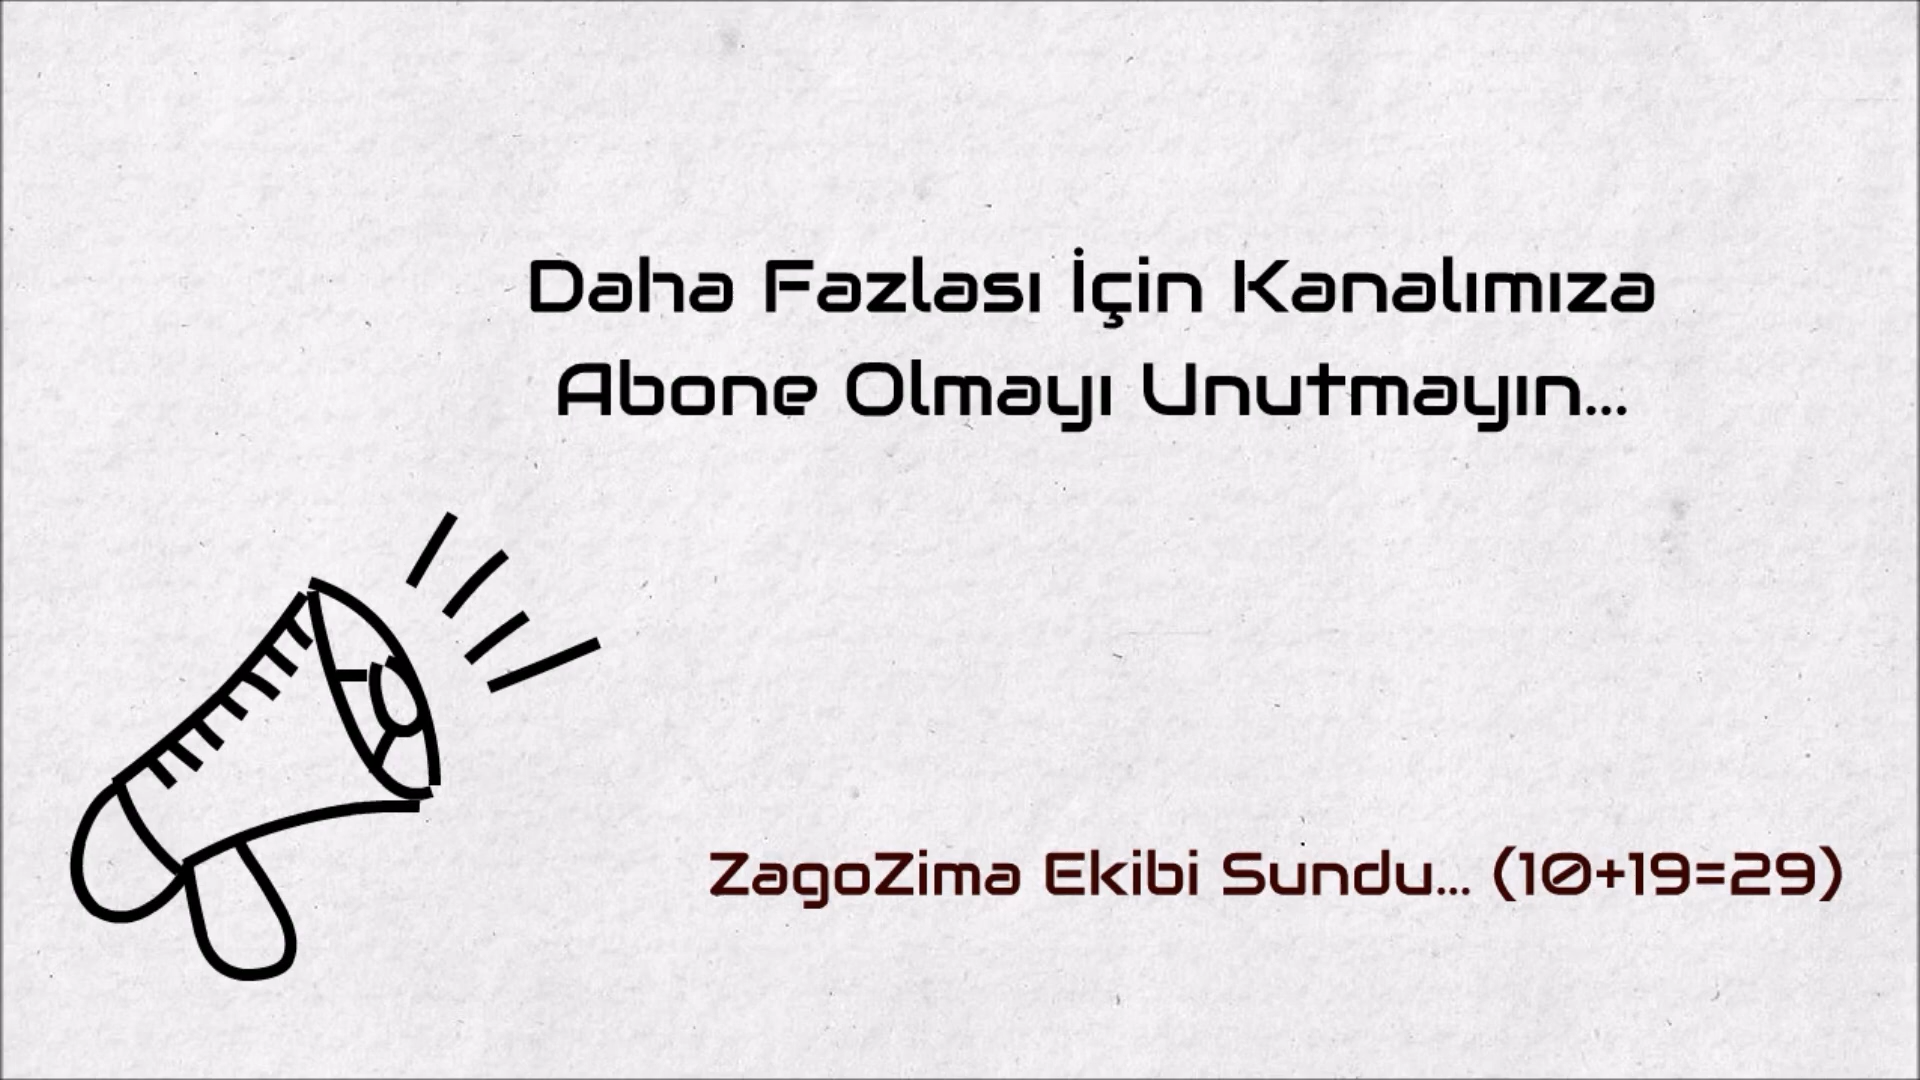 Daha Fazlası İçin Kanalımıza
Abone Olmayı Unutmayın...
ZagoZima Ekibi Sundu... (10+19=29)